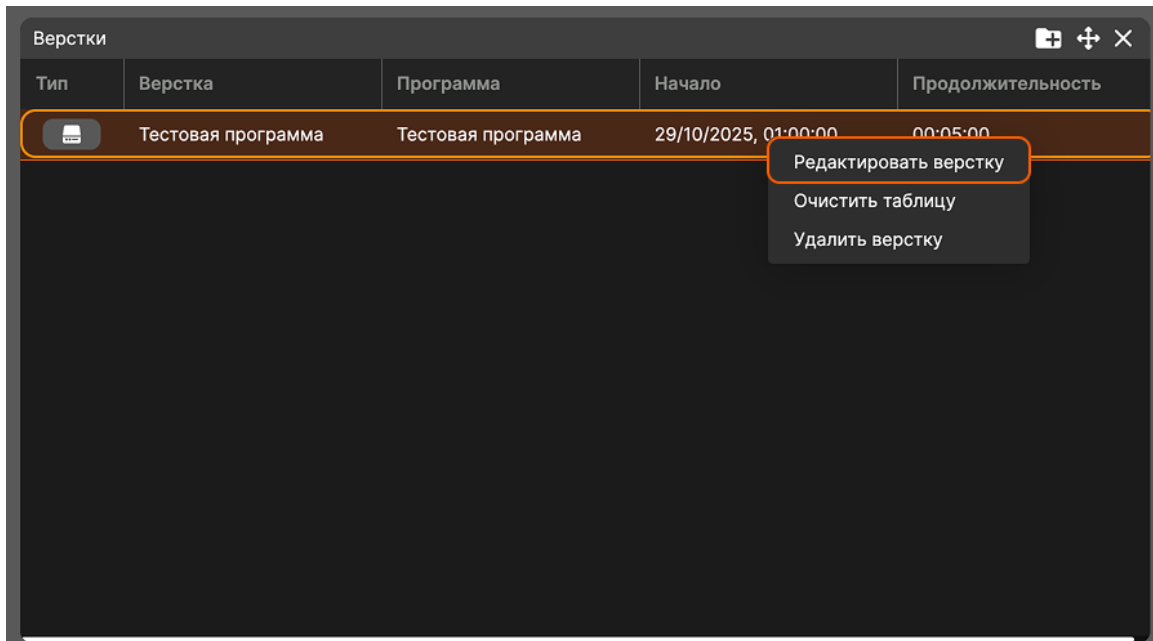 Верстки
Тип Верстка Программа Начало Продолжительность
Тестовая программа Тестовая программа 29/10/2025, 01:00:00 00:05:00
Редактировать верстку
Очистить таблицу
Удалить верстку